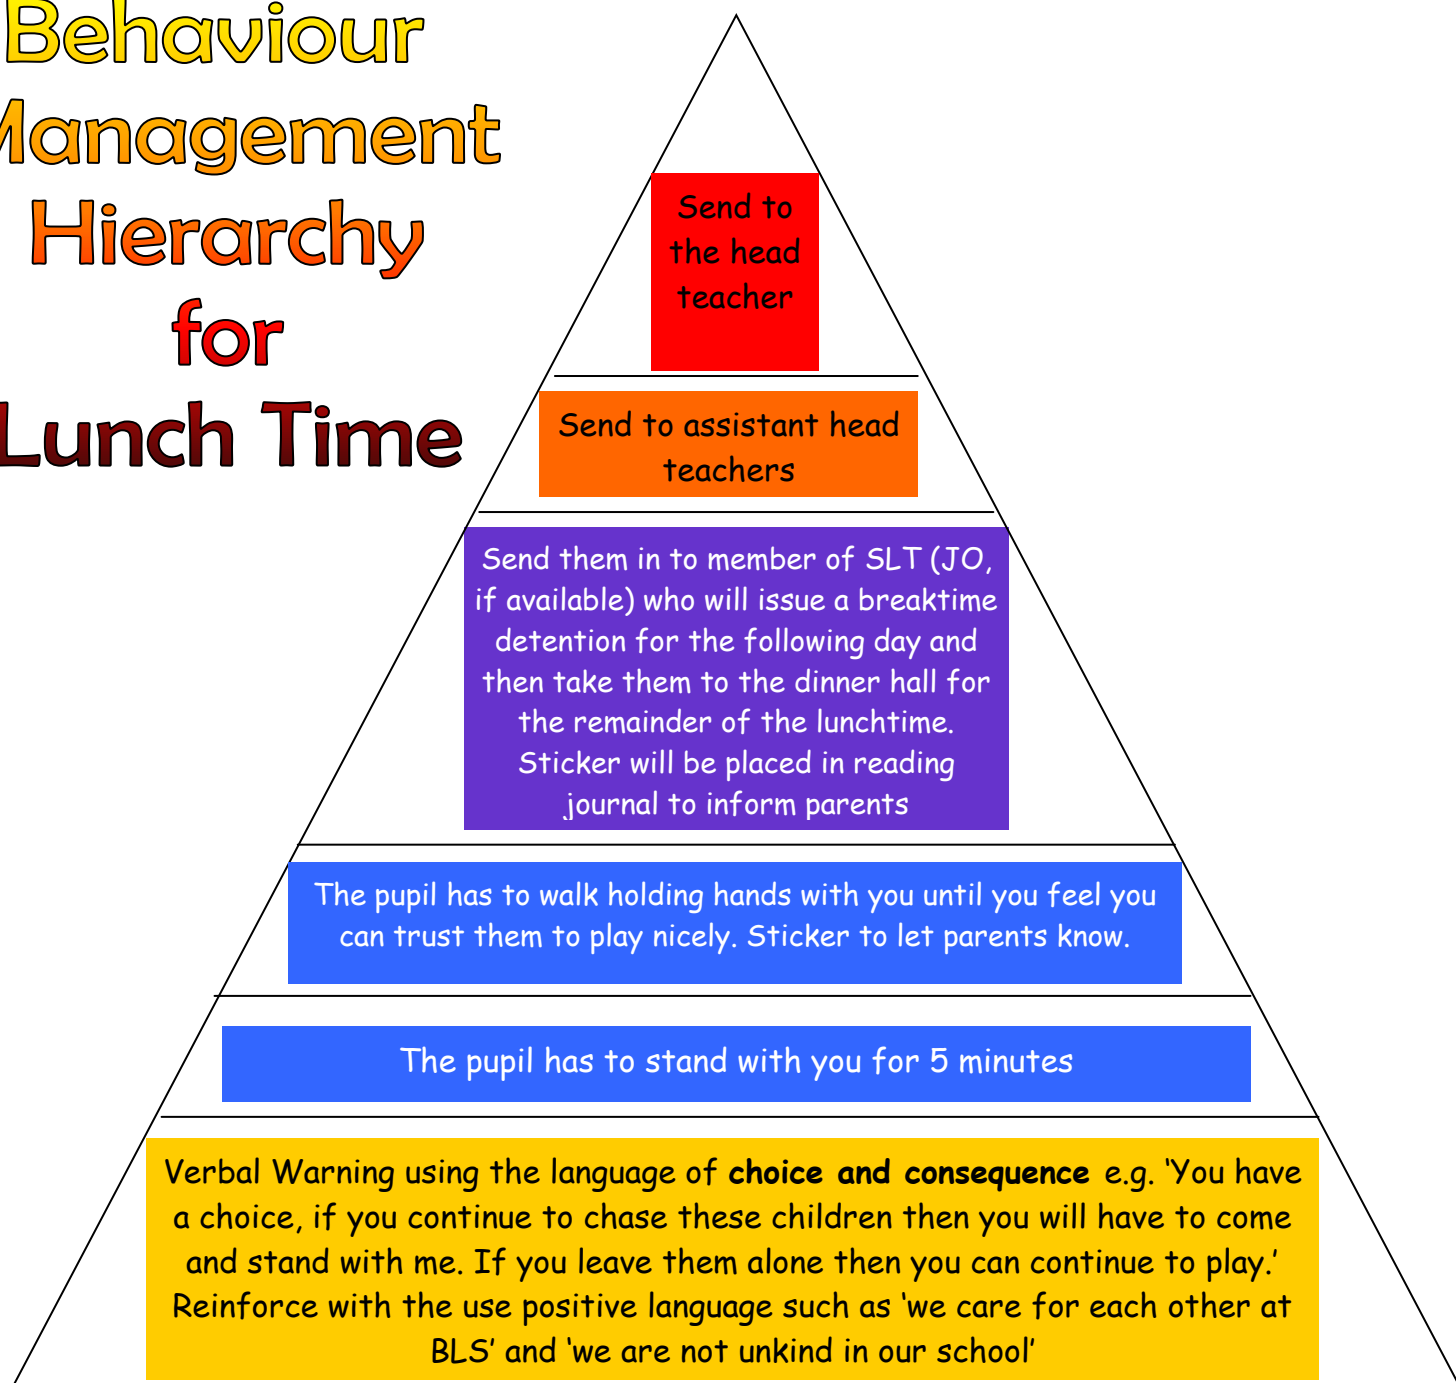 Behaviour
Management
Hierarchy
for
Lunch Time
Send to
the head
teacher
Send to assistant head
teachers
Send them in to member of SLT (JO,
if available) who will issue a breaktime
detention for the following day and
then take them to the dinner hall for
the remainder of the lunchtime.
Sticker will be placed in reading
journal to inform parents
The pupil has to walk holding hands with you until you feel you
can trust them to play nicely. Sticker to let parents know.
The pupil has to stand with you for 5 minutes
Verbal Warning using the language of choice and consequence e.g. ‘You have
a choice, if you continue to chase these children then you will have to come
and stand with me. If you leave them alone then you can continue to play.’
Reinforce with the use positive language such as ‘we care for each other at
BLS’ and ‘we are not unkind in our school’